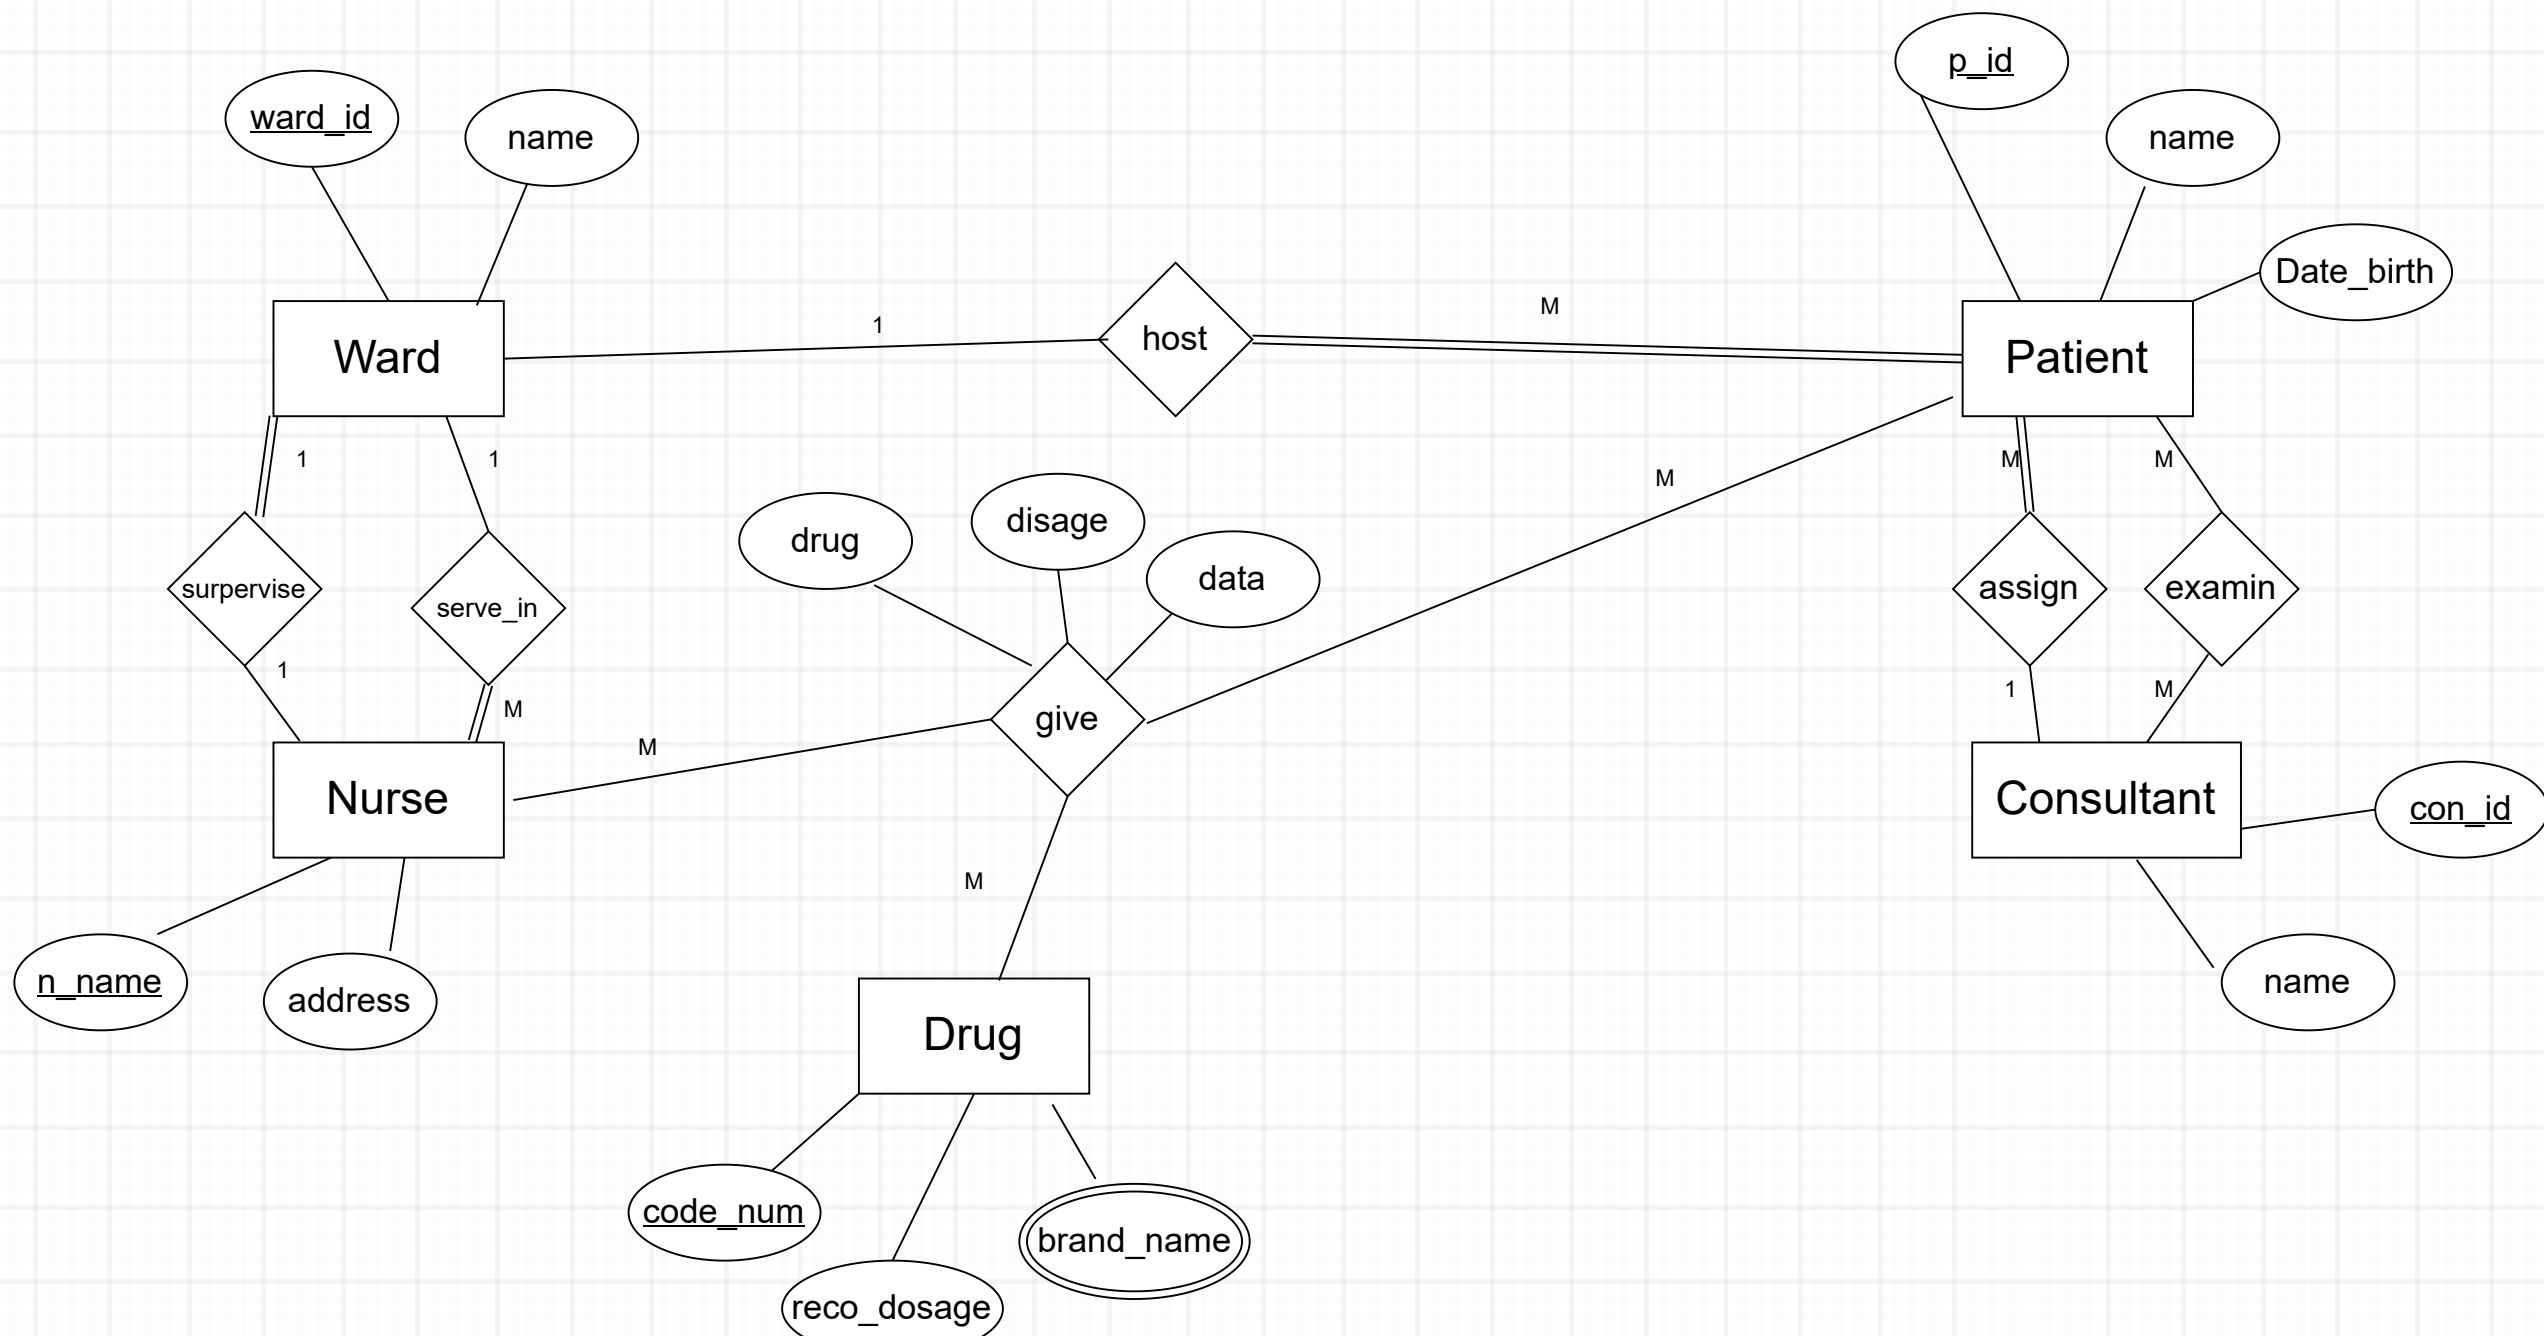 p_id
ward_id
name
name
Date_birth
Ward
1
host
M
Patient
1
1
M
M
M
drug
disage
data
surpervise
serve_in
assign
examin
1
M
give
1
M
M
M
Nurse
Consultant
con_id
M
n_name
address
name
Drug
code_num
brand_name
reco_dosage